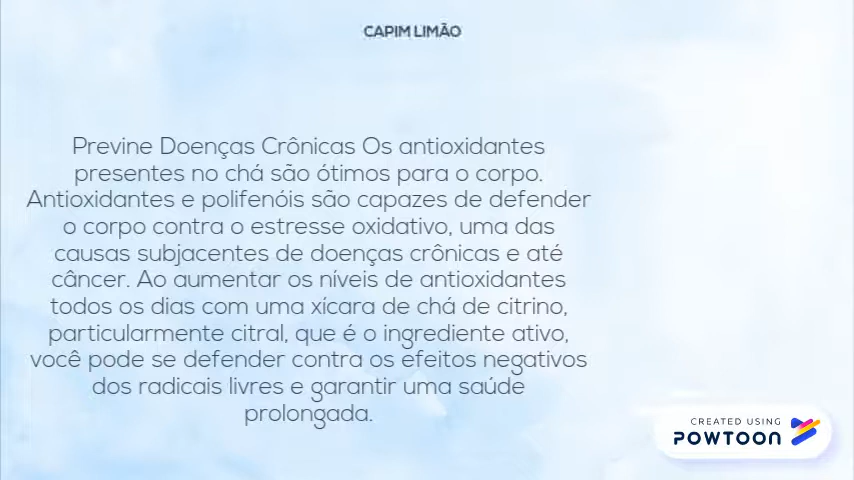 CAPIM LIMÃO
Previne Doenças Crônicas Os antioxidantes
presentes no chá são ótimos para o corpo.
Antioxidantes e polifenóis são capazes de defender
o corpo contra o estresse oxidativo, uma das
causas subjacentes de doenças crônicas e até
câncer. Ao aumentar os níveis de antioxidantes
todos os dias com uma xícara de chá de citrino,
particularmente citral, que é o ingrediente ativo,
você pode se defender contra os efeitos negativos
dos radicais livres e garantir uma saúde
prolongada.
CREATED USING
POWTOON